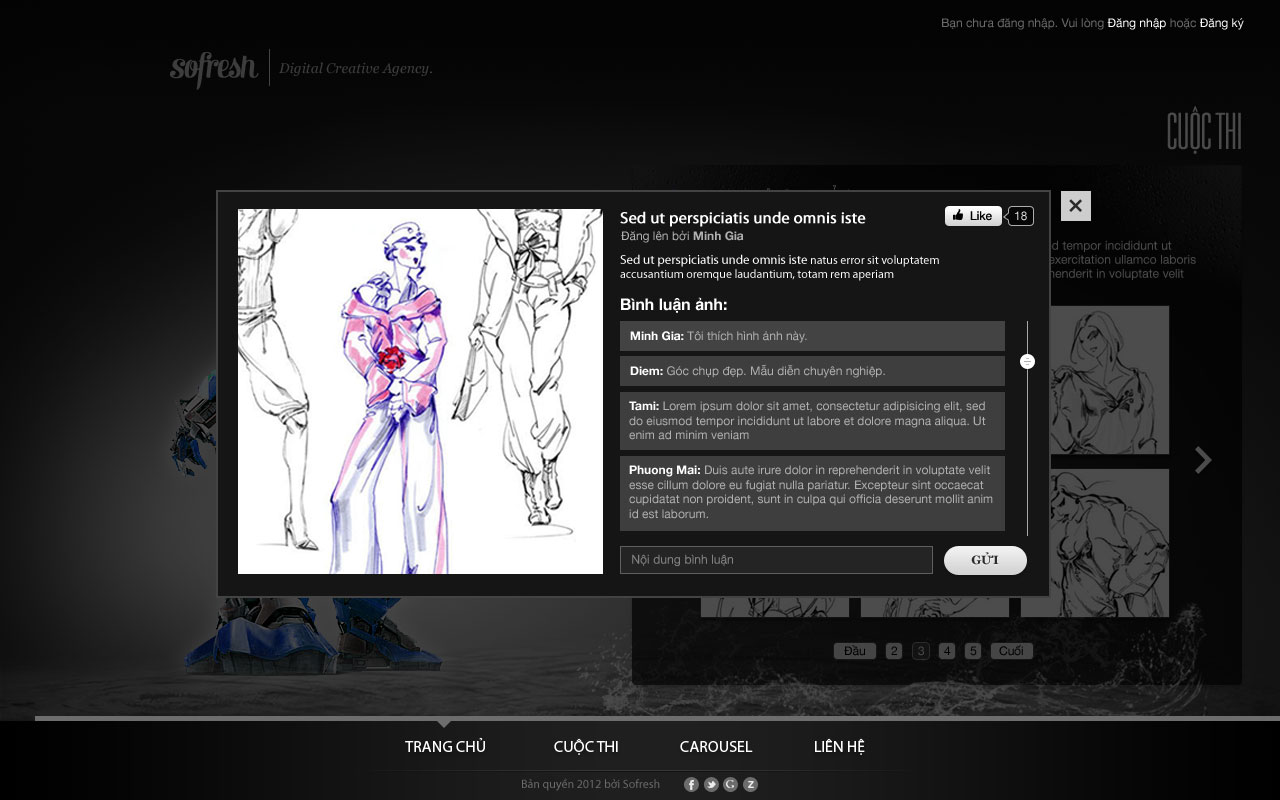 Bạn chưa đăng nhập. Vui lòng Đăng nhập hoặc Đăng ký
sofresh
Digital Creative Agency.
CUỘC THI
Sed ut perspiciatis unde omnis iste
Like 18
Đăng lên bởi Minh Gia
Sed ut perspiciatis unde omnis iste natus error sit voluptatem
accusantium oremque laudantium, totam rem aperiam
Bình luận ảnh:
Minh Gia: Tôi thích hình ảnh này.
Diem: Góc chụp đẹp. Mẫu diễn chuyên nghiệp.
Tami: Lorem ipsum dolor sit amet, consectetur adipisicing elit, sed
do eiusmod tempor incididunt ut labore et dolore magna aliqua. Ut
enim ad minim veniam
Phuong Mai: Duis aute irure dolor in reprehenderit in voluptate velit
esse cillum dolore eu fugiat nulla pariatur. Excepteur sint occaecat
cupidatat non proident, sunt in culpa qui officia deserunt mollit anim
id est laborum.
Nội dung bình luận
GỬI
d tempor incididunt ut
exercitation ullamco laboris
henderit in voluptate velit
Đầu 2 3 4 5 Cuối
TRANG CHỦ CUỘC THI CAROUSEL LIÊN HỆ
Bản quyền 2012 bởi Sofresh